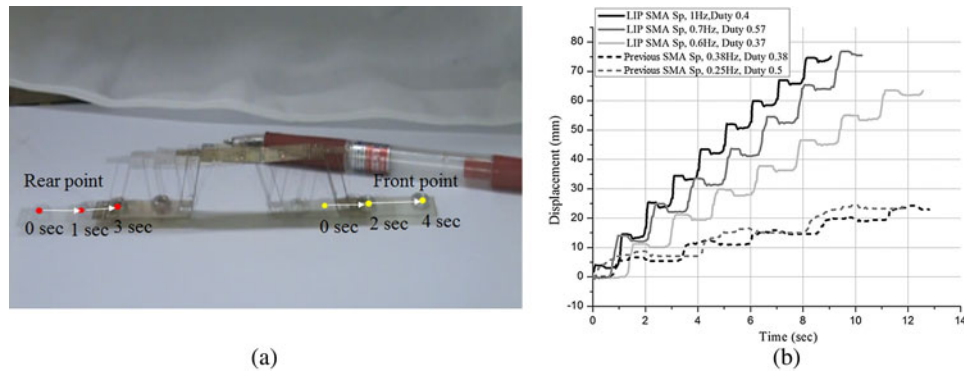 Rear point
0 sec
1 sec
3 sec
Front point
0 sec
2 sec
4 sec
(a)
LIP SMA Sp, 1Hz,Duty 0.4
LIP SMA Sp, 0.7Hz, Duty 0.57
LIP SMA Sp, 0.6Hz, Duty 0.37
Previous SMA Sp, 0.38Hz, Duty 0.38
Previous SMA Sp, 0.25Hz, Duty 0.5
Displacement (mm)
80
70
60
50
40
30
20
10
0
-10
0
2
4
6
8
10
12
14
Time (sec)
(b)